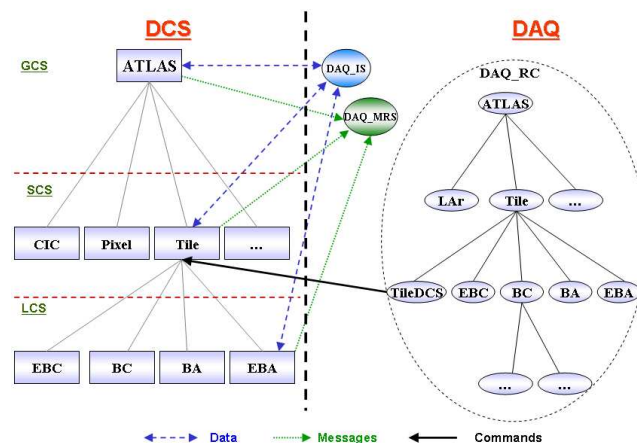 DCS
DAQ
GCS
ATLAS
DAQ_IS
DAQ_RC
ATLAS
DAQ_MRS
SCS
LAr
Tile
...
CIC
Pixel
Tile
...
TileDCS
EBC
BC
BA
EBA
LCS
EBC
BC
BA
EBA
...
...
Data
Messages
Commands